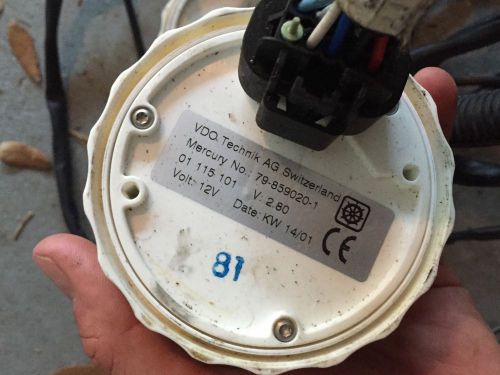 VDO Technik AG Switzerland
Mercury No.: 79-859020-1
01 115 101 V: 2.80
Volt.: 12V Date: KW 14/01
CE
81